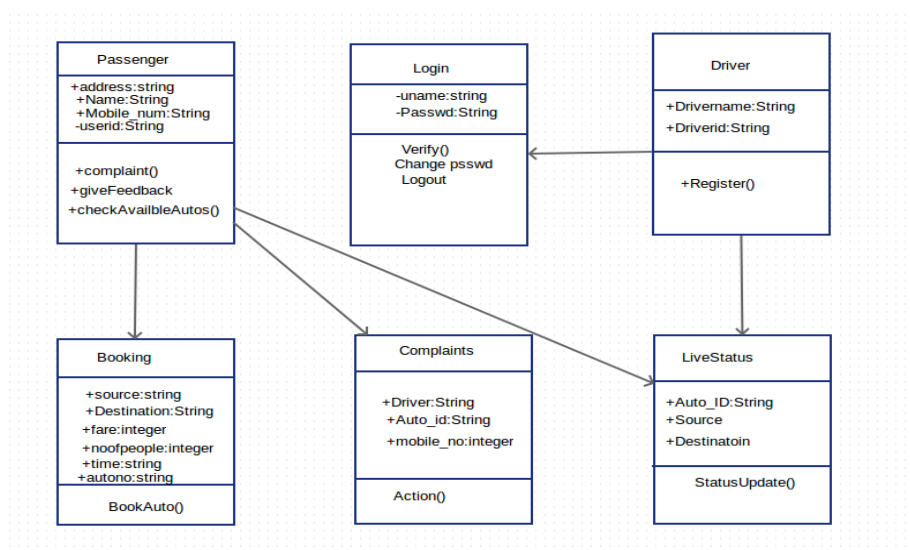 Passenger
+address:string
+Name:String
+Mobile_num:String
-userid:String
+complaint()
+giveFeedback
+checkAvailbleAutos()
Login
-uname:string
-Passwd:String
Verify()
Change psswd
Logout
Driver
+Drivername:String
+Driverid:String
+Register()
Booking
+source:string
+Destination:String
+fare:integer
+noofpeople:integer
+time:string
+autono:string
BookAuto()
Complaints
+Driver:String
+Auto_id:String
+mobile_no:integer
Action()
LiveStatus
+Auto_ID:String
+Source
+Destinatoin
StatusUpdate()